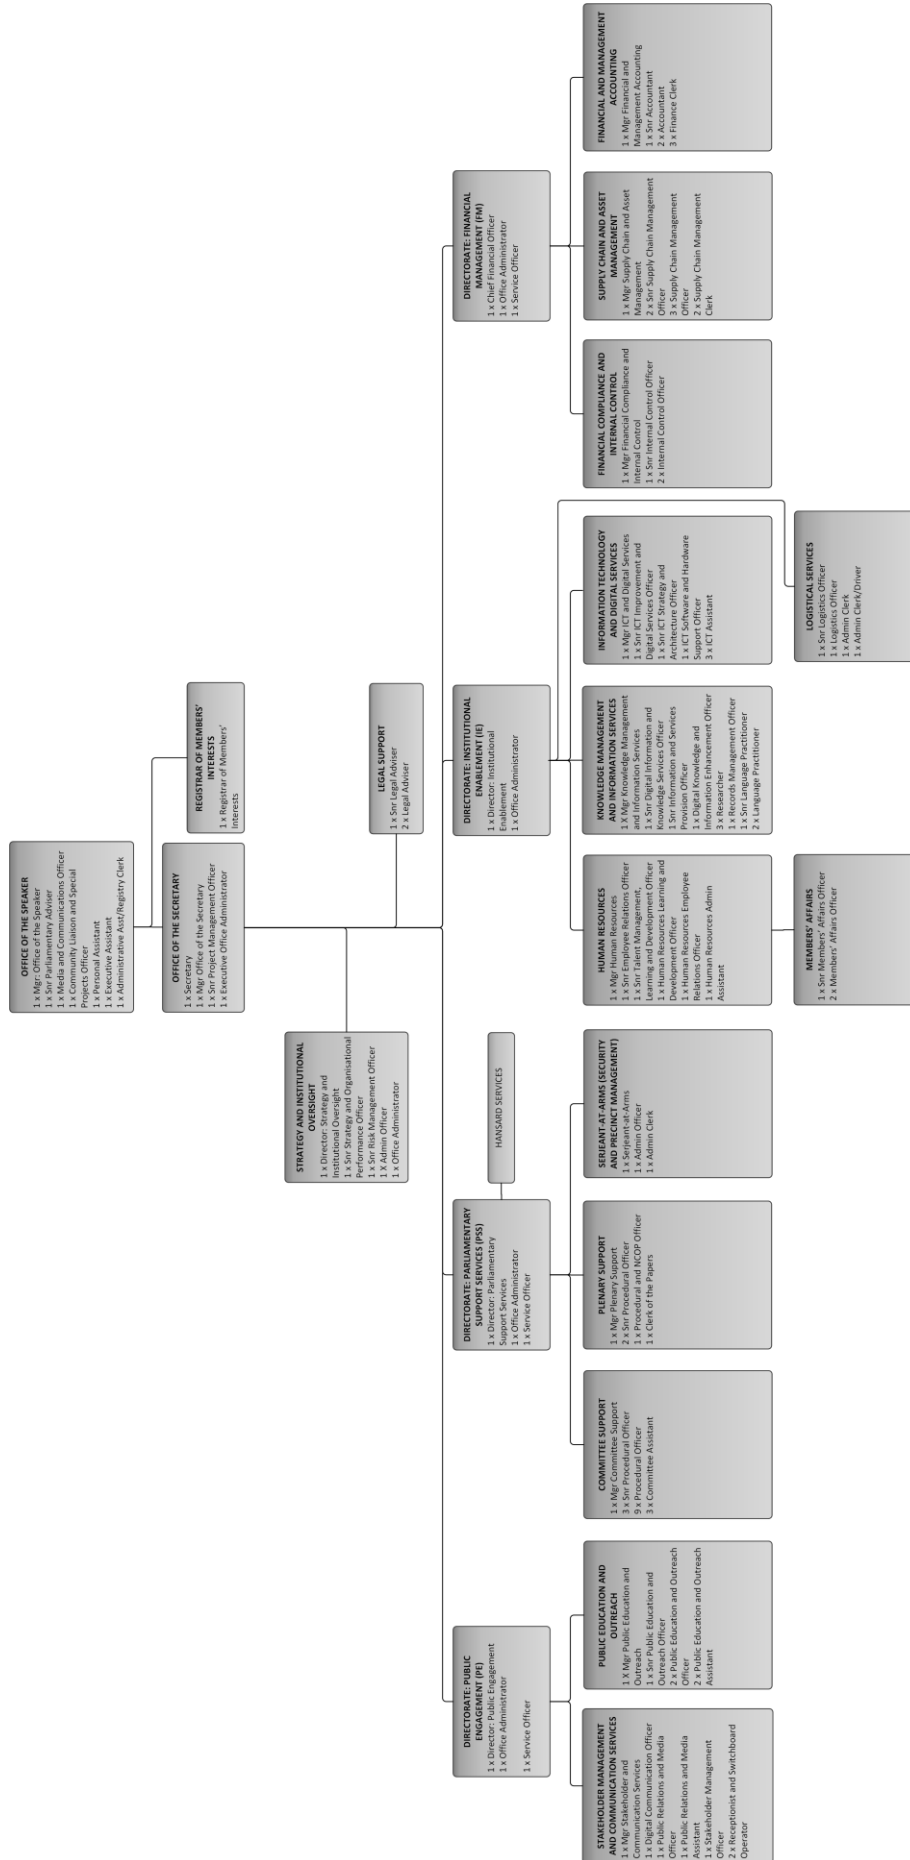 OFFICE OF THE SPEAKER
1 x Mgr: Office of the Speaker
1 x Snr Parliamentary Adviser
1 x Media and Communications Officer
1 x Community Liaison and Special
Projects Officer
1 x Personal Assistant
1 x Executive Assistant
1 x Administrative Asst/Registry Clerk
REGISTRAR OF MEMBERS'
INTERESTS
1 x Registrar of Members'
Interests
OFFICE OF THE SECRETARY
1 x Secretary
1 x Mgr Office of the Secretary
1 x Snr Project Management Officer
1 x Executive Office Administrator
STRATEGY AND INSTITUTIONAL
OVERSIGHT
1 x Director: Strategy and
Institutional Oversight
1 x Snr Strategy and Organisational
Performance Officer
1 x Snr Risk Management Officer
1 X Admin Officer
1 x Office Administrator
LEGAL SUPPORT
1 x Snr Legal Adviser
2 x Legal Adviser
DIRECTORATE: PUBLIC
ENGAGEMENT (PE)
1 x Director: Public Engagement
1 x Office Administrator
1 x Service Officer
DIRECTORATE: PARLIAMENTARY
SUPPORT SERVICES (PSS)
1 x Director: Parliamentary
Support Services
1 x Office Administrator
1 x Service Officer
HANSARD SERVICES
DIRECTORATE: INSTITUTIONAL
ENABLEMENT (IE)
1 x Director: Institutional
Enablement
1 x Office Administrator
DIRECTORATE: FINANCIAL
MANAGEMENT (FM)
1 x Chief Financial Officer
1 x Office Administrator
1 x Service Officer
STAKEHOLDER MANAGEMENT
AND COMMUNICATION SERVICES
1 x Mgr Stakeholder and
Communication Services
1 x Digital Communication Officer
1 x Public Relations and Media
Officer
1 x Public Relations and Media
Assistant
1 x Stakeholder Management
Officer
2 x Receptionist and Switchboard
Operator
PUBLIC EDUCATION AND
OUTREACH
1 X Mgr Public Education and
Outreach
1 x Snr Public Education and
Outreach Officer
2 x Public Education and Outreach
Officer
2 x Public Education and Outreach
Assistant
COMMITTEE SUPPORT
1 x Mgr Committee Support
3 x Snr Procedural Officer
9 x Procedural Officer
3 x Committee Assistant
PLENARY SUPPORT
1 x Mgr Plenary Support
2 x Snr Procedural Officer
1 x Procedural and NCOP Officer
1 x Clerk of the Papers
SERJEANT-AT-ARMS (SECURITY
AND PRECINCT MANAGEMENT)
1 x Serjeant-at-Arms
1 x Admin Officer
1 x Admin Clerk
HUMAN RESOURCES
1 x Mgr Human Resources
1 x Snr Employee Relations Officer
1 x Snr Talent Management,
Learning and Development Officer
1 x Human Resources Learning and
Development Officer
1 x Human Resources Employee
Relations Officer
1 x Human Resources Admin
Assistant
KNOWLEDGE MANAGEMENT
AND INFORMATION SERVICES
1 X Mgr Knowledge Management
and Information Services
1 x Snr Digital Information and
Knowledge Services Officer
1 Snr Information and Services
Provision Officer
1 x Digital Knowledge and
Information Enhancement Officer
3 x Researcher
1 x Records Management Officer
1 x Snr Language Practitioner
2 x Language Practitioner
INFORMATION TECHNOLOGY
AND DIGITAL SERVICES
1 x Mgr ICT and Digital Services
1 x Snr ICT Improvement and
Digital Services Officer
1 x Snr ICT Strategy and
Architecture Officer
1 x ICT Software and Hardware
Support Officer
3 x ICT Assistant
FINANCIAL COMPLIANCE AND
INTERNAL CONTROL
1 x Mgr Financial Compliance and
Internal Control
1 x Snr Internal Control Officer
2 x Internal Control Officer
SUPPLY CHAIN AND ASSET
MANAGEMENT
1 x Mgr Supply Chain and Asset
Management
2 x Snr Supply Chain Management
Officer
3 x Supply Chain Management
Officer
2 x Supply Chain Management
Clerk
FINANCIAL AND MANAGEMENT
ACCOUNTING
1 x Mgr Financial and
Management Accounting
1 x Snr Accountant
2 x Accountant
3 x Finance Clerk
MEMBERS' AFFAIRS
1 x Snr Members' Affairs Officer
2 x Members' Affairs Officer
LOGISTICAL SERVICES
1 x Snr Logistics Officer
1 x Logistics Officer
1 x Admin Clerk
1 x Admin Clerk/Driver